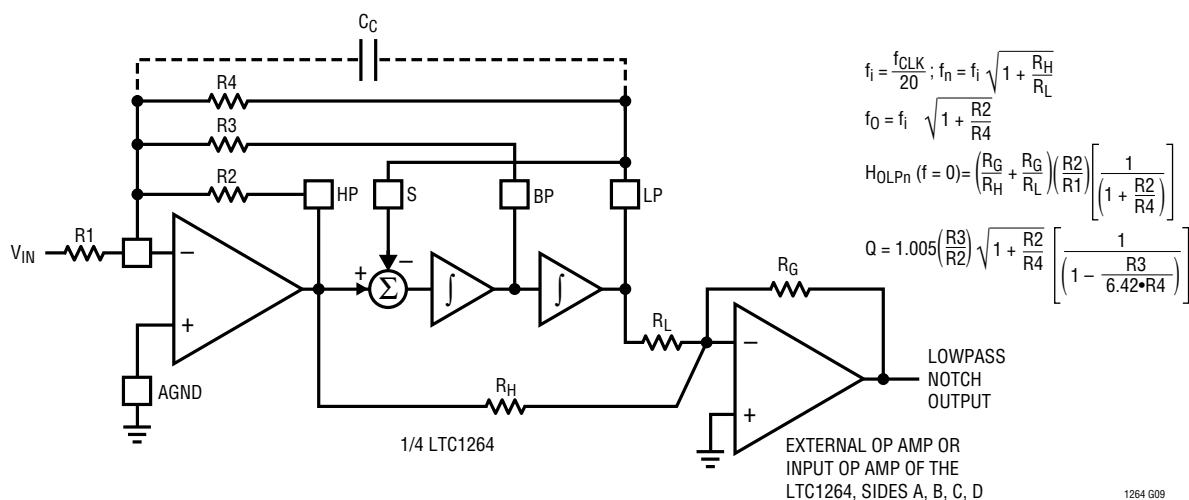 C_C
R4
R3
R2
HP
S
BP
LP
V_IN
R1
−
+
+
−
Σ
∫
∫
AGND
R_L
R_G
R_H
−
+
1/4 LTC1264
LOWPASS
NOTCH
OUTPUT
EXTERNAL OP AMP OR
INPUT OP AMP OF THE
LTC1264, SIDES A, B, C, D
f_i = f_CLK/20 ; f_n = f_i √(1 + R_H/R_L)
f_O = f_i √(1 + R2/R4)
H_OLPn (f = 0) = (R_G/R_H + R_G/R_L)(R2/R1)[1/(1 + R2/R4)]
Q = 1.005(R3/R2) √(1 + R2/R4) [1/(1 − R3/6.42•R4)]
1264 G09